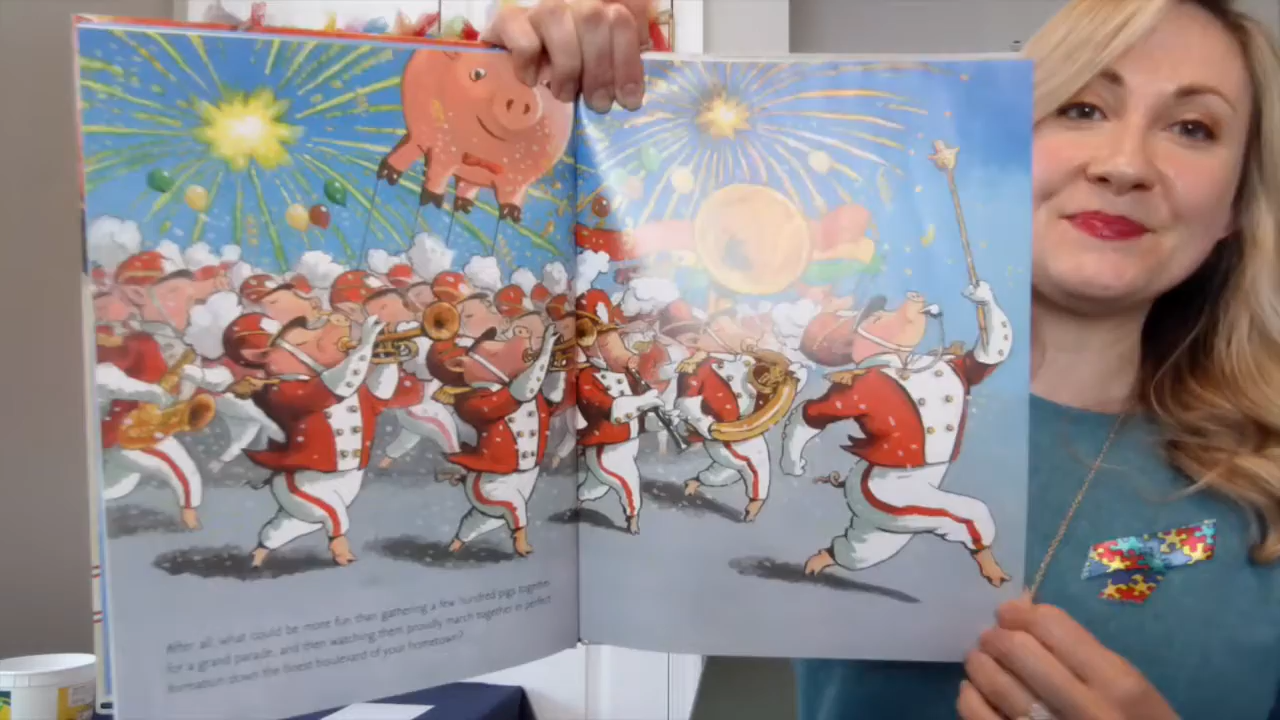 After all, what could be more fun than gathering a few hundred pigs together
for a grand parade, and then watching them proudly march together in perfect
formation down the finest boulevard of your hometown?